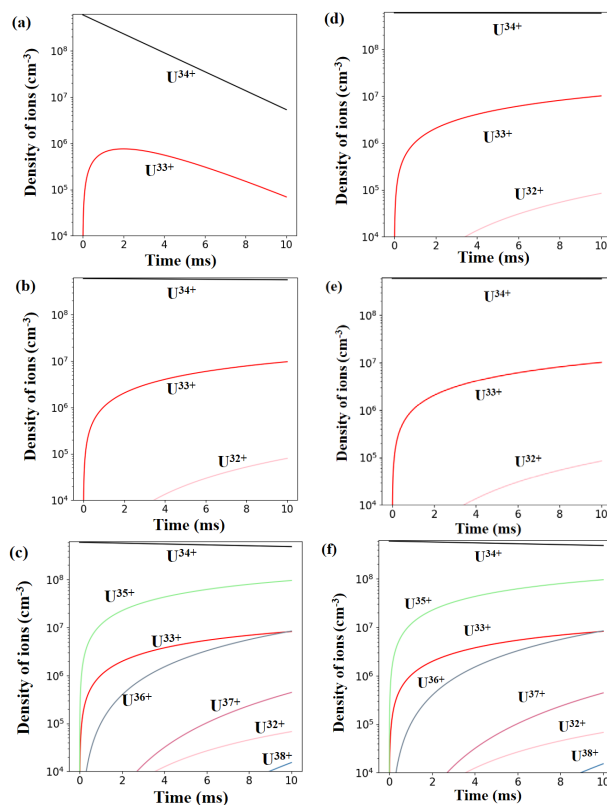 (a)
Density of ions (cm⁻³)
10⁸
10⁷
10⁶
10⁵
10⁴
U³⁴⁺
U³³⁺
0 2 4 6 8 10
Time (ms)
(d)
Density of ions (cm⁻³)
10⁸
10⁷
10⁶
10⁵
10⁴
U³⁴⁺
U³³⁺
U³²⁺
0 2 4 6 8 10
Time (ms)
(b)
Density of ions (cm⁻³)
10⁸
10⁷
10⁶
10⁵
10⁴
U³⁴⁺
U³³⁺
U³²⁺
0 2 4 6 8 10
Time (ms)
(e)
Density of ions (cm⁻³)
10⁸
10⁷
10⁶
10⁵
10⁴
U³⁴⁺
U³³⁺
U³²⁺
0 2 4 6 8 10
Time (ms)
(c)
Density of ions (cm⁻³)
10⁸
10⁷
10⁶
10⁵
10⁴
U³⁴⁺
U³⁵⁺
U³³⁺
U³⁶⁺
U³⁷⁺
U³²⁺
U³⁸⁺
0 2 4 6 8 10
Time (ms)
(f)
Density of ions (cm⁻³)
10⁸
10⁷
10⁶
10⁵
10⁴
U³⁴⁺
U³⁵⁺
U³³⁺
U³⁶⁺
U³⁷⁺
U³²⁺
U³⁸⁺
0 2 4 6 8 10
Time (ms)